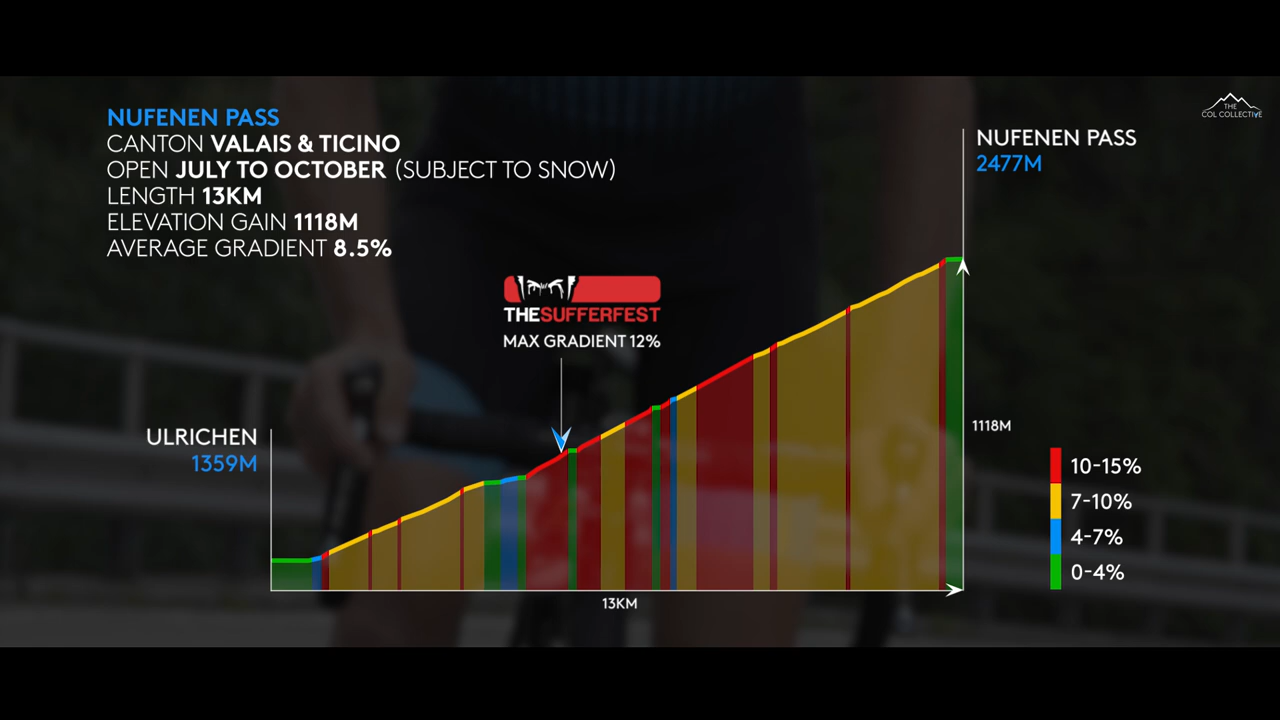 NUFENEN PASS
CANTON VALAIS & TICINO
OPEN JULY TO OCTOBER (SUBJECT TO SNOW)
LENGTH 13KM
ELEVATION GAIN 1118M
AVERAGE GRADIENT 8.5%
THE
COL COLLECTIVE
NUFENEN PASS
2477M
THESUFFERFEST
MAX GRADIENT 12%
ULRICHEN
1359M
1118M
10-15%
7-10%
4-7%
0-4%
13KM